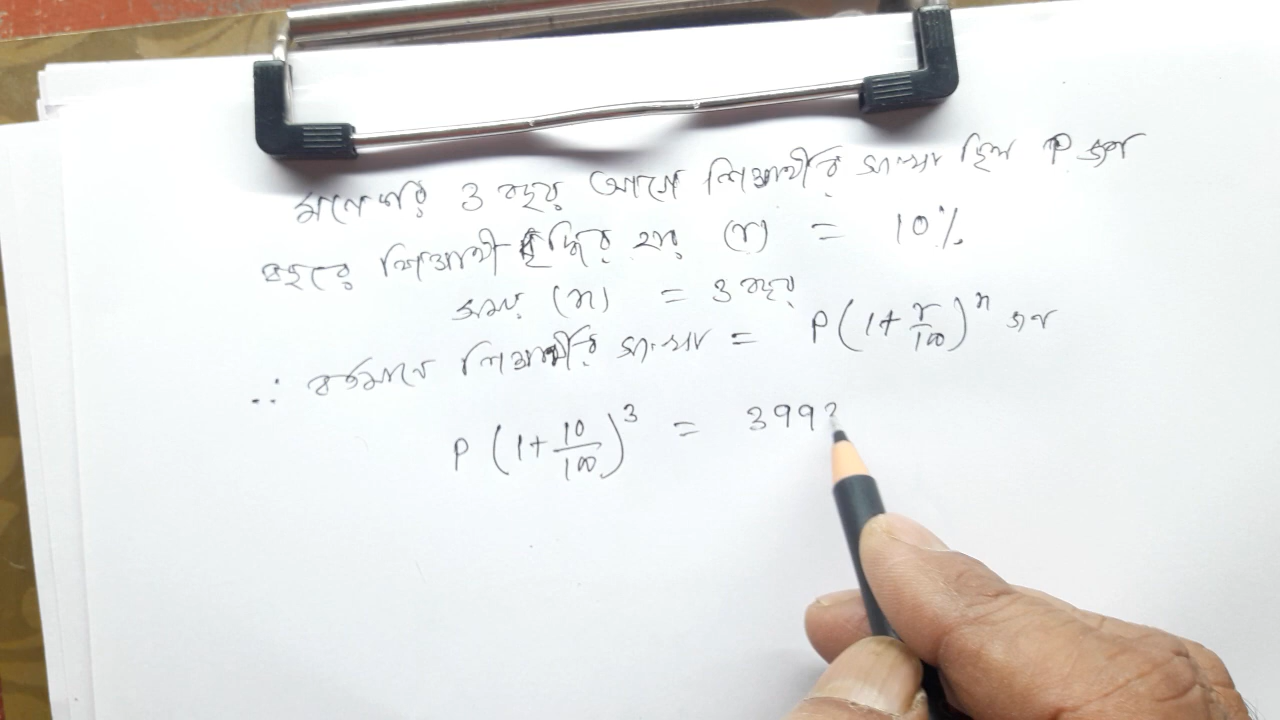 মনেকরি 3 বছর আগে শিক্ষার্থীর সংখ্যা ছিল P জন
বছরে শিক্ষার্থী বৃদ্ধির হার (r) = 10%
সময় (n) = 3 বছর
∴ বর্তমানে শিক্ষার্থীর সংখ্যা = P(1+r/100)^n জন
P(1+10/100)^3 = 3993